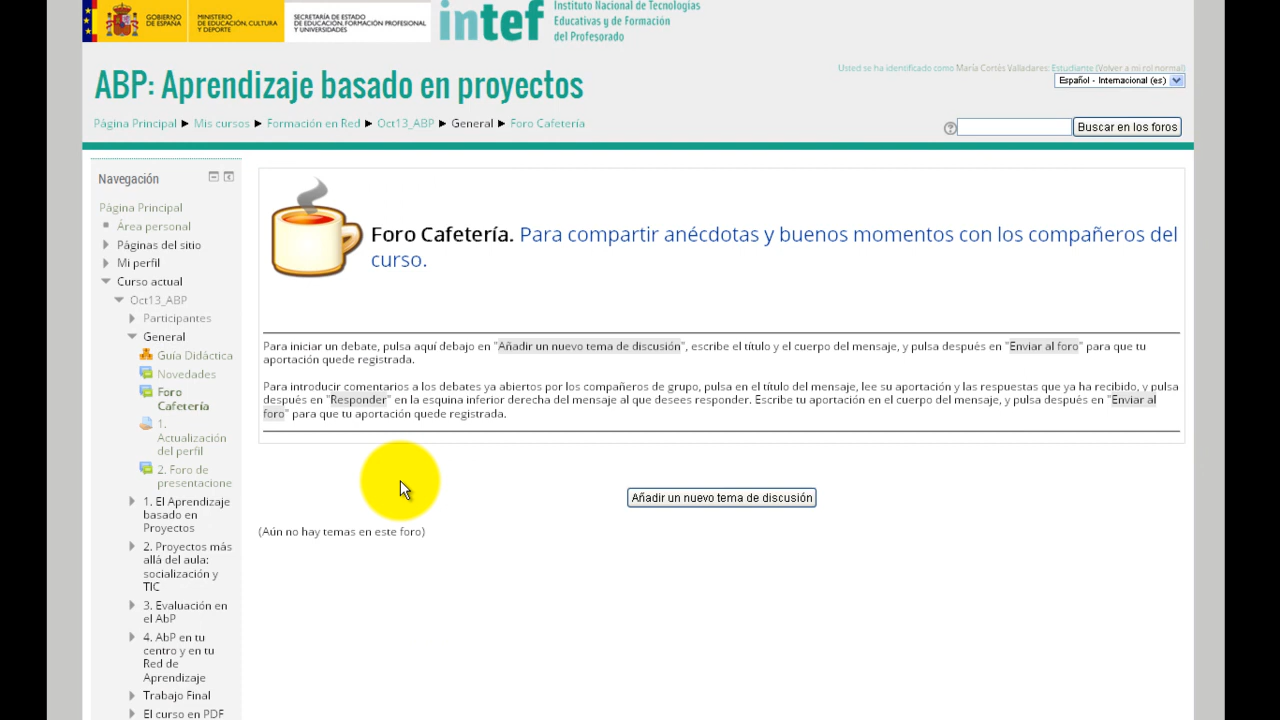 GOBIERNO
DE ESPAÑA
MINISTERIO
DE EDUCACIÓN, CULTURA
Y DEPORTE
SECRETARÍA DE ESTADO
DE EDUCACIÓN, FORMACIÓN PROFESIONAL
Y UNIVERSIDADES
intef
Instituto Nacional de Tecnologías
Educativas y de Formación
del Profesorado
Usted se ha identificado como María Cortés Valladares: Estudiante (Volver a mi rol normal)
Español - Internacional (es)
ABP: Aprendizaje basado en proyectos
Página Principal ► Mis cursos ► Formación en Red ► Oct13_ABP ► General ► Foro Cafetería
Buscar en los foros
Navegación
Página Principal
Área personal
Páginas del sitio
Mi perfil
Curso actual
Oct13_ABP
Participantes
General
Guía Didáctica
Novedades
Foro
Cafetería
1.
Actualización
del perfil
2. Foro de
presentacione
1. El Aprendizaje
basado en
Proyectos
2. Proyectos más
allá del aula:
socialización y
TIC
3. Evaluación en
el AbP
4. AbP en tu
centro y en tu
Red de
Aprendizaje
Trabajo Final
El curso en PDF
Foro Cafetería. Para compartir anécdotas y buenos momentos con los compañeros del
curso.
Para iniciar un debate, pulsa aquí debajo en "Añadir un nuevo tema de discusión", escribe el título y el cuerpo del mensaje, y pulsa después en "Enviar al foro" para que tu
aportación quede registrada.
Para introducir comentarios a los debates ya abiertos por los compañeros de grupo, pulsa en el título del mensaje, lee su aportación y las respuestas que ya ha recibido, y pulsa
después en "Responder" en la esquina inferior derecha del mensaje al que desees responder. Escribe tu aportación en el cuerpo del mensaje, y pulsa después en "Enviar al
foro" para que tu aportación quede registrada.
Añadir un nuevo tema de discusión
(Aún no hay temas en este foro)